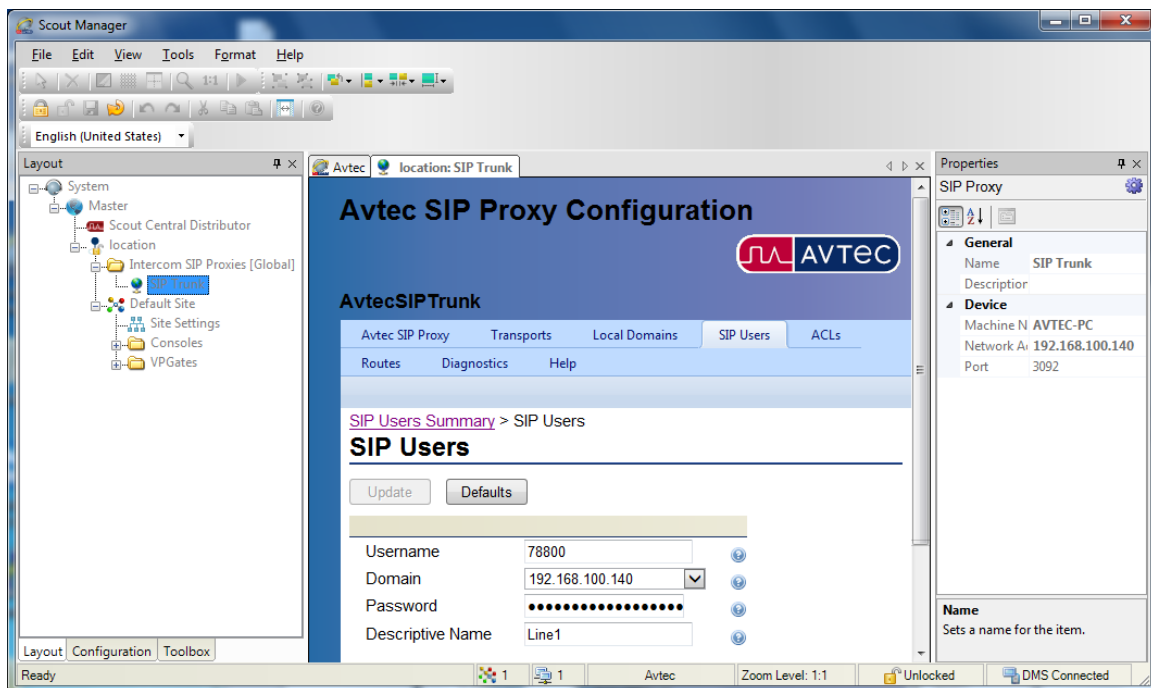 Scout Manager
File Edit View Tools Format Help
1:1
English (United States)
Layout
System
Master
Scout Central Distributor
location
Intercom SIP Proxies [Global]
SIP Trunk
Default Site
Site Settings
Consoles
VPGates
Layout Configuration Toolbox
Avtec location: SIP Trunk
Avtec SIP Proxy Configuration
AVTEC
AvtecSIPTrunk
Avtec SIP Proxy Transports Local Domains SIP Users ACLs
Routes Diagnostics Help
SIP Users Summary > SIP Users
SIP Users
Update Defaults
Username 78800
Domain 192.168.100.140
Password ••••••••••••••••••
Descriptive Name Line1
Properties
SIP Proxy
General
Name SIP Trunk
Descriptior
Device
Machine N AVTEC-PC
Network A 192.168.100.140
Port 3092
Name
Sets a name for the item.
Ready 1 1 Avtec Zoom Level: 1:1 Unlocked DMS Connected